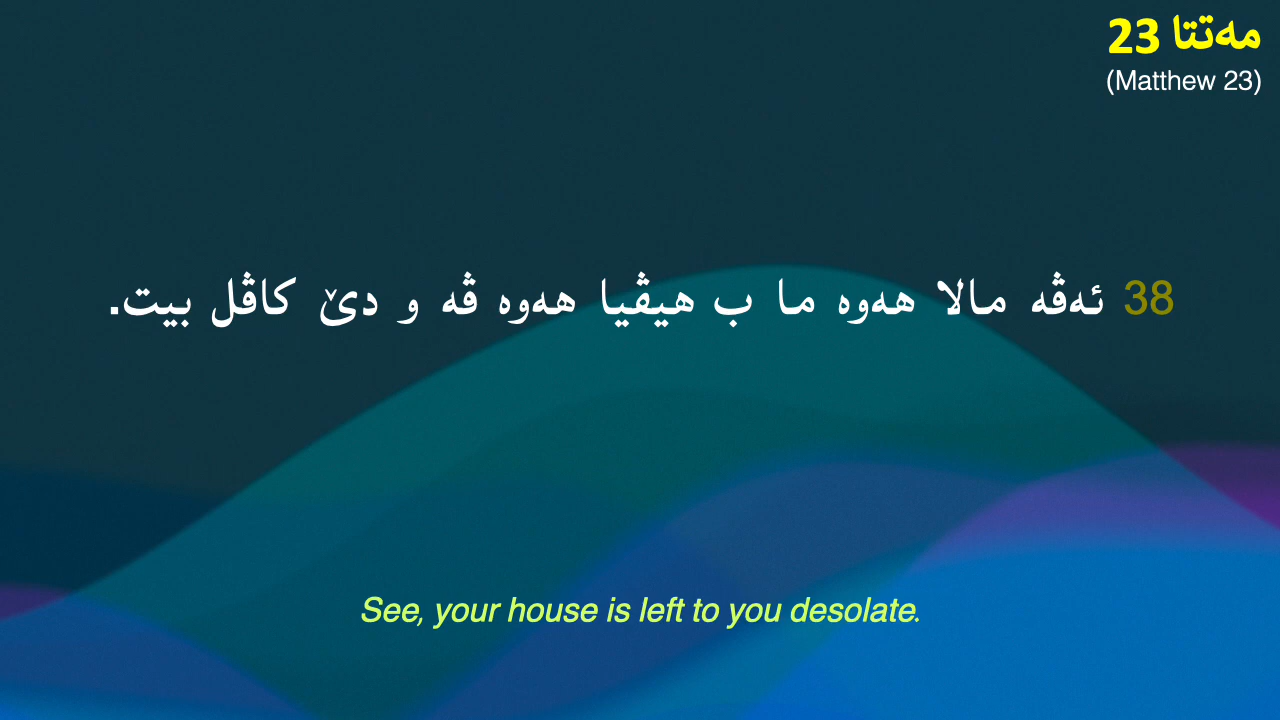 مەتتا 23
(Matthew 23)
38 ئەڤە مالا هەوە ما ب هیڤیا هەوە ڤە و دێ کاڤل بیت.
See, your house is left to you desolate.